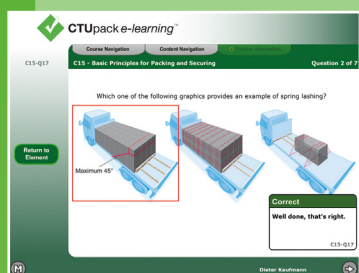 CTUpack e-learning™
Course Navigation
Content Navigation
C15-Q17
C15 - Basic Principles for Packing and Securing
Question 2 of 7
Which one of the following graphics provides an example of spring lashing?
Return to
Element
Maximum 45°
Correct
Well done, that's right.
C15-Q17
M
Dieter Kaufmann